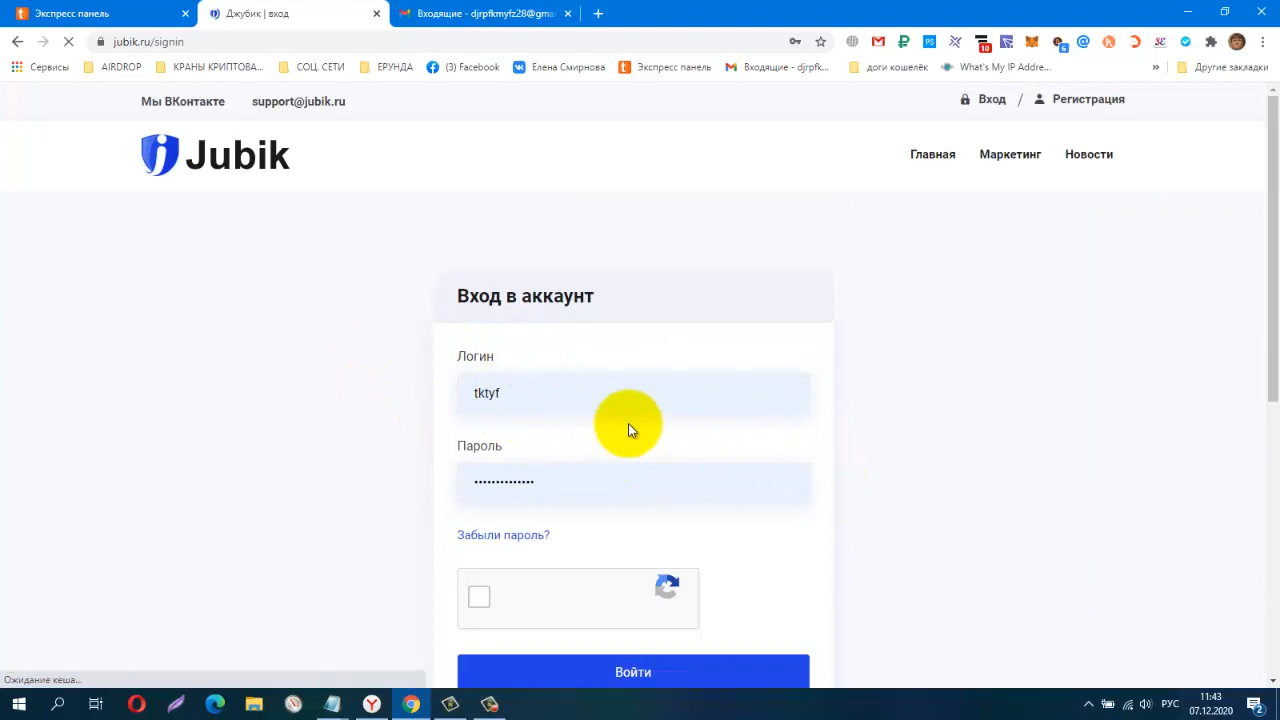 Экспресс панель
Джубик | вход
Входящие - djrpfkmyfz28@gma
jubik.ru/signin
10
6
Сервисы
AIRDROP
КРАНЫ КРИПТОВА...
СОЦ. СЕТИ
ЕРУНДА
(3) Facebook
Елена Смирнова
Экспресс панель
Входящие - djrpfk...
доги кошелёк
What's My IP Addre...
»
Другие закладки
Мы ВКонтакте
support@jubik.ru
Вход / Регистрация
Jubik
Главная
Маркетинг
Новости
Вход в аккаунт
Логин
tktyf
Пароль
••••••••••••••
Забыли пароль?
Войти
Ожидание кеша...
РУС
11:43
07.12.2020
2